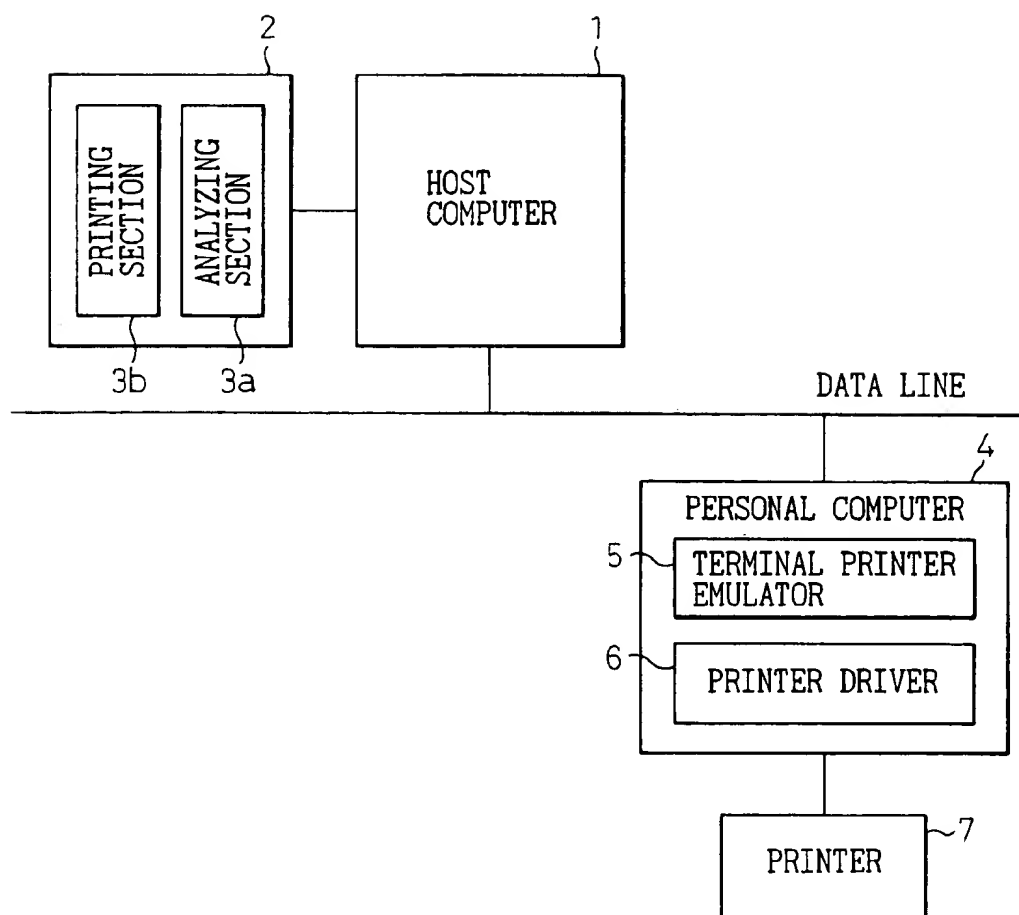 2
1
PRINTING
SECTION
ANALYZING
SECTION
HOST
COMPUTER
3b
3a
DATA LINE
4
PERSONAL COMPUTER
5
TERMINAL PRINTER
EMULATOR
6
PRINTER DRIVER
7
PRINTER